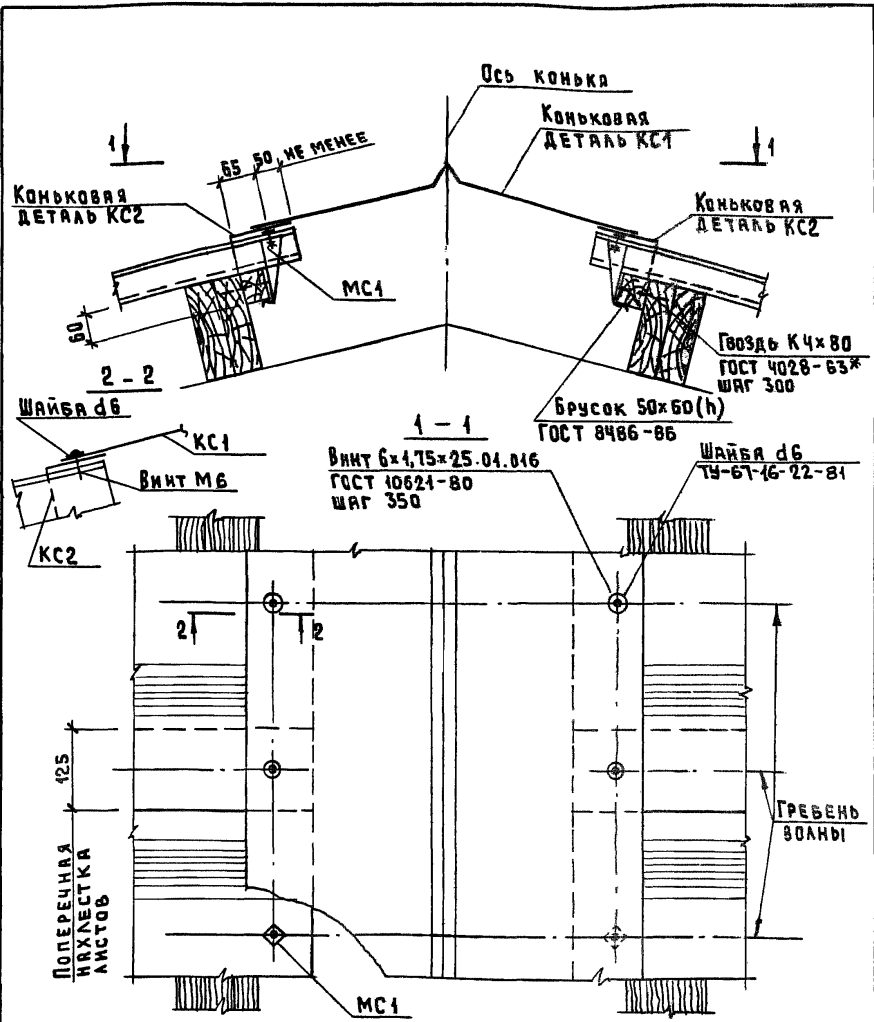 Ось конька
Коньковая
деталь КС1
1
1
65 50 не менее
Коньковая
деталь КС2
Коньковая
деталь КС2
МС1
60
Гвоздь К4×80
ГОСТ 4028-63*
шаг 300
2 - 2
Шайба d6
КС1
Винт М6
КС2
Брусок 50×60(h)
ГОСТ 8486-86
1 - 1
Винт 6×1,75×25.01.016
ГОСТ 10621-80
шаг 350
Шайба d6
ТУ-67-16-22-81
2
2
125
Поперечная
нахлестка
листов
Гребень
волны
МС1